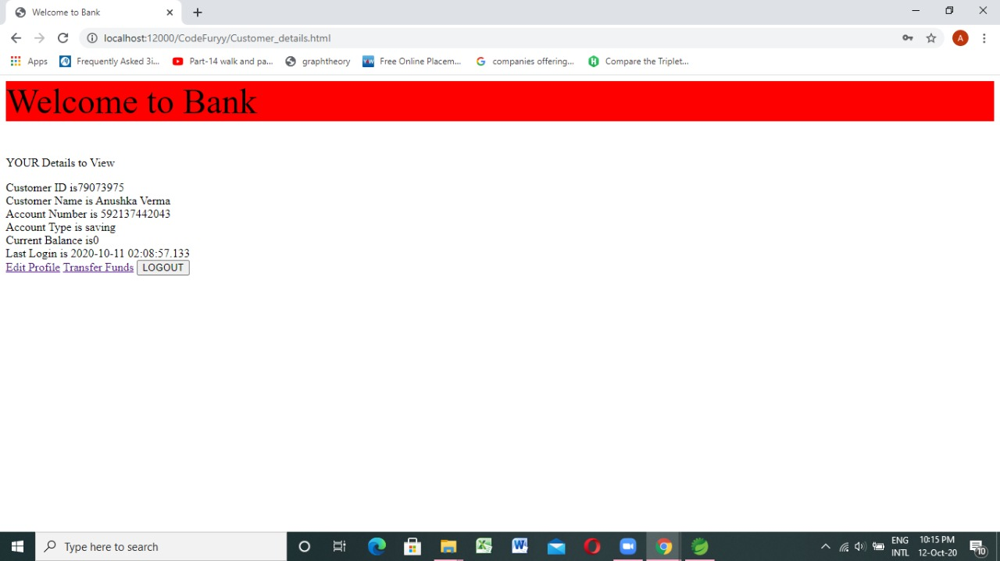 Welcome to Bank
localhost:12000/CodeFuryy/Customer_details.html
A
Apps Frequently Asked 3i... Part-14 walk and pa... graphtheory Free Online Placem... companies offering... Compare the Triplet...
Welcome to Bank
YOUR Details to View
Customer ID is79073975
Customer Name is Anushka Verma
Account Number is 592137442043
Account Type is saving
Current Balance is0
Last Login is 2020-10-11 02:08:57.133
Edit Profile Transfer Funds LOGOUT
Type here to search
ENG 10:15 PM
INTL 12-Oct-20 10